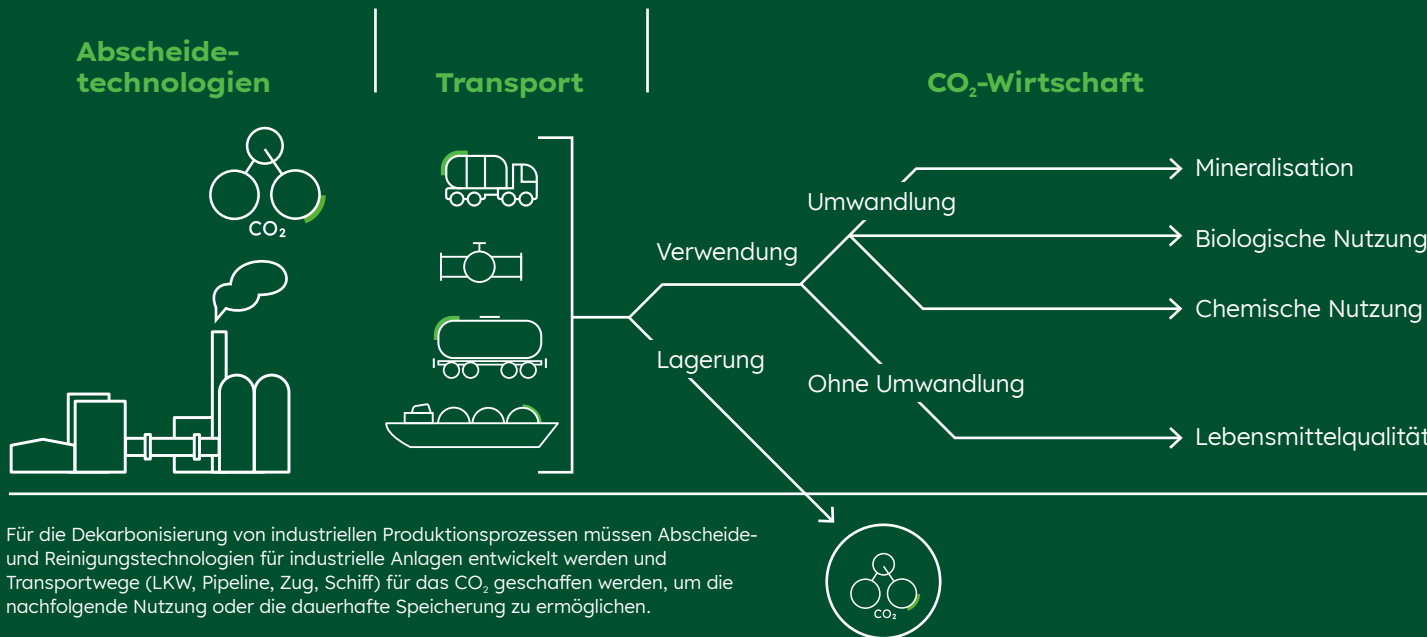 Abscheide-
technologien
Transport
CO₂-Wirtschaft
CO₂
Verwendung
Lagerung
Umwandlung
Ohne Umwandlung
Mineralisation
Biologische Nutzung
Chemische Nutzung
Lebensmittelqualität
Für die Dekarbonisierung von industriellen Produktionsprozessen müssen Abscheide-
und Reinigungstechnologien für industrielle Anlagen entwickelt werden und
Transportwege (LKW, Pipeline, Zug, Schiff) für das CO₂ geschaffen werden, um die
nachfolgende Nutzung oder die dauerhafte Speicherung zu ermöglichen.
CO₂